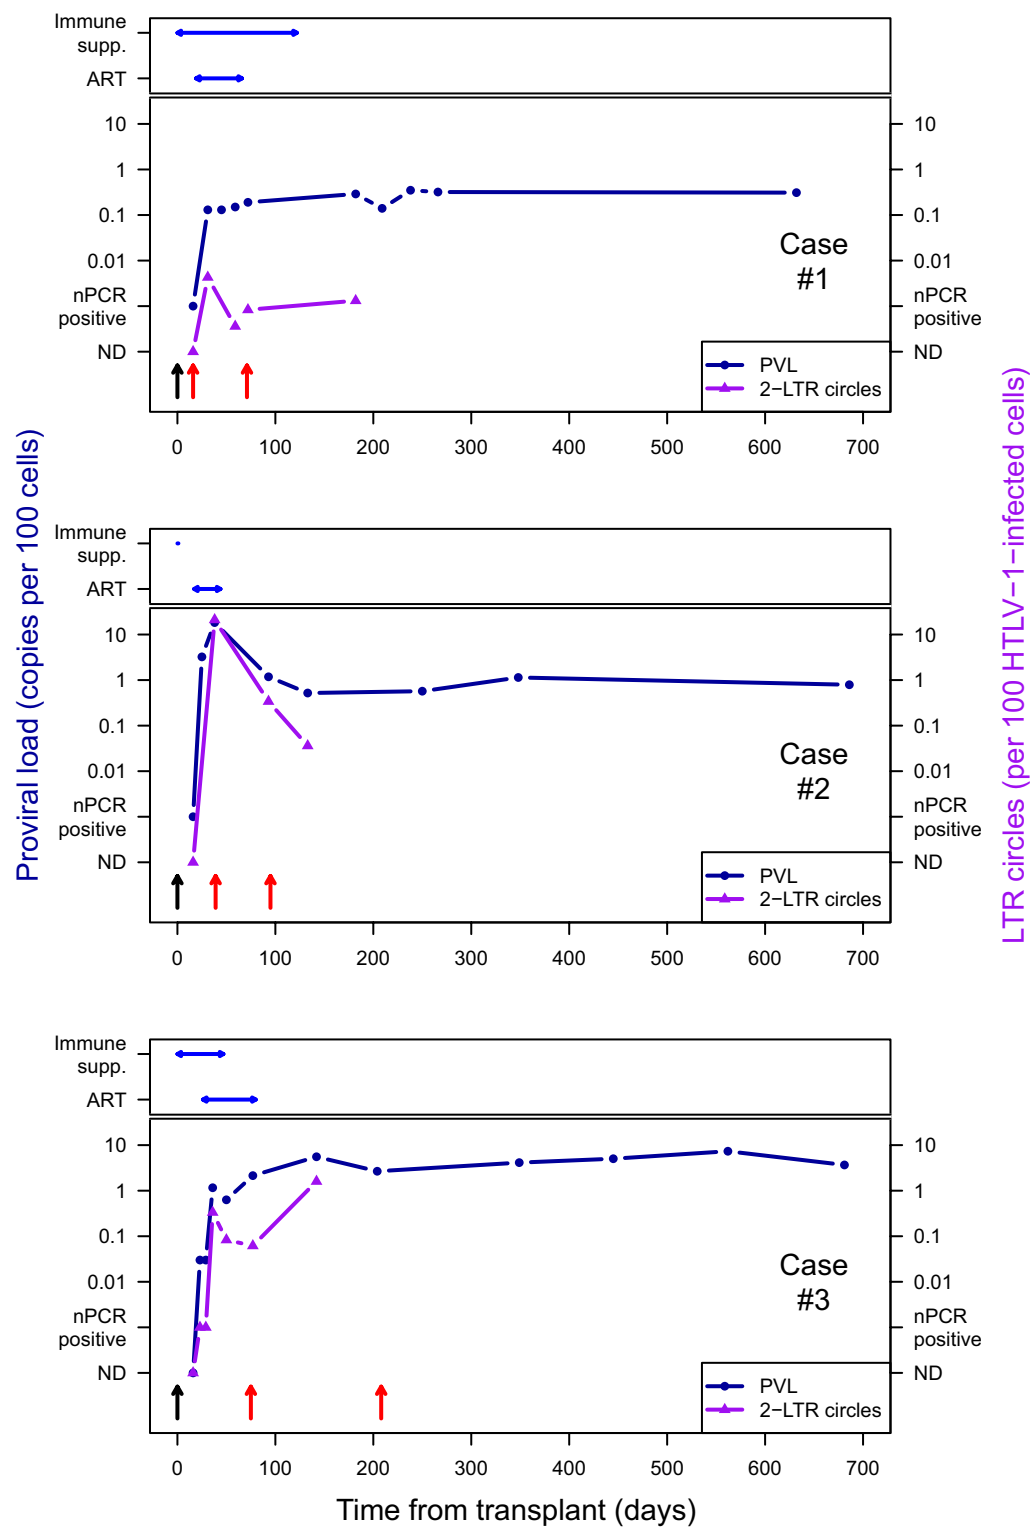 Immune
supp.
ART
10
1
0.1
0.01
nPCR
positive
ND
10
1
0.1
0.01
nPCR
positive
ND
Case
#1
PVL
2−LTR circles
0 100 200 300 400 500 600 700
Immune
supp.
ART
10
1
0.1
0.01
nPCR
positive
ND
10
1
0.1
0.01
nPCR
positive
ND
Case
#2
PVL
2−LTR circles
0 100 200 300 400 500 600 700
Immune
supp.
ART
10
1
0.1
0.01
nPCR
positive
ND
10
1
0.1
0.01
nPCR
positive
ND
Case
#3
PVL
2−LTR circles
0 100 200 300 400 500 600 700
Time from transplant (days)
Proviral load (copies per 100 cells)
LTR circles (per 100 HTLV−1−infected cells)